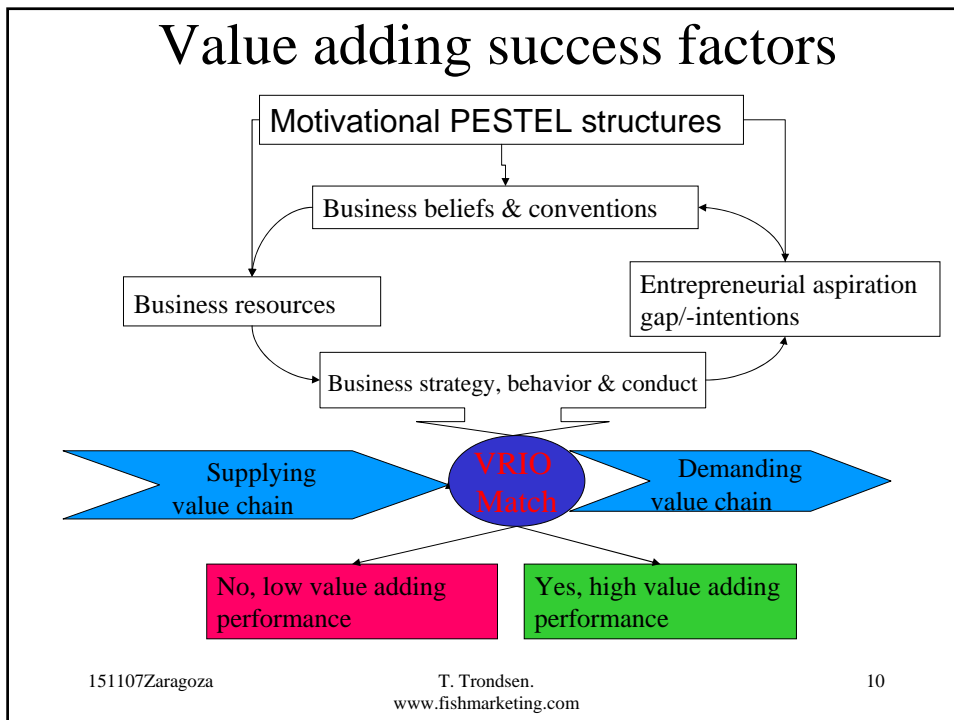 Value adding success factors
Motivational PESTEL structures
Business beliefs & conventions
Business resources
Entrepreneurial aspiration
gap/-intentions
Business strategy, behavior & conduct
Supplying
value chain
VRIO
Match
Demanding
value chain
No, low value adding
performance
Yes, high value adding
performance
151107Zaragoza
T. Trondsen.
www.fishmarketing.com
10